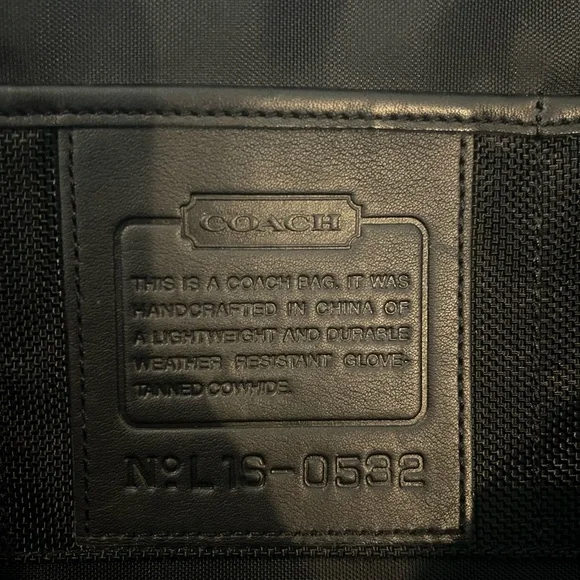 COACH
THIS IS A COACH BAG. IT WAS
HANDCRAFTED IN CHINA OF
A LIGHTWEIGHT AND DURABLE
WEATHER RESISTANT GLOVE-
TANNED COWHIDE.
No. L1S-0532